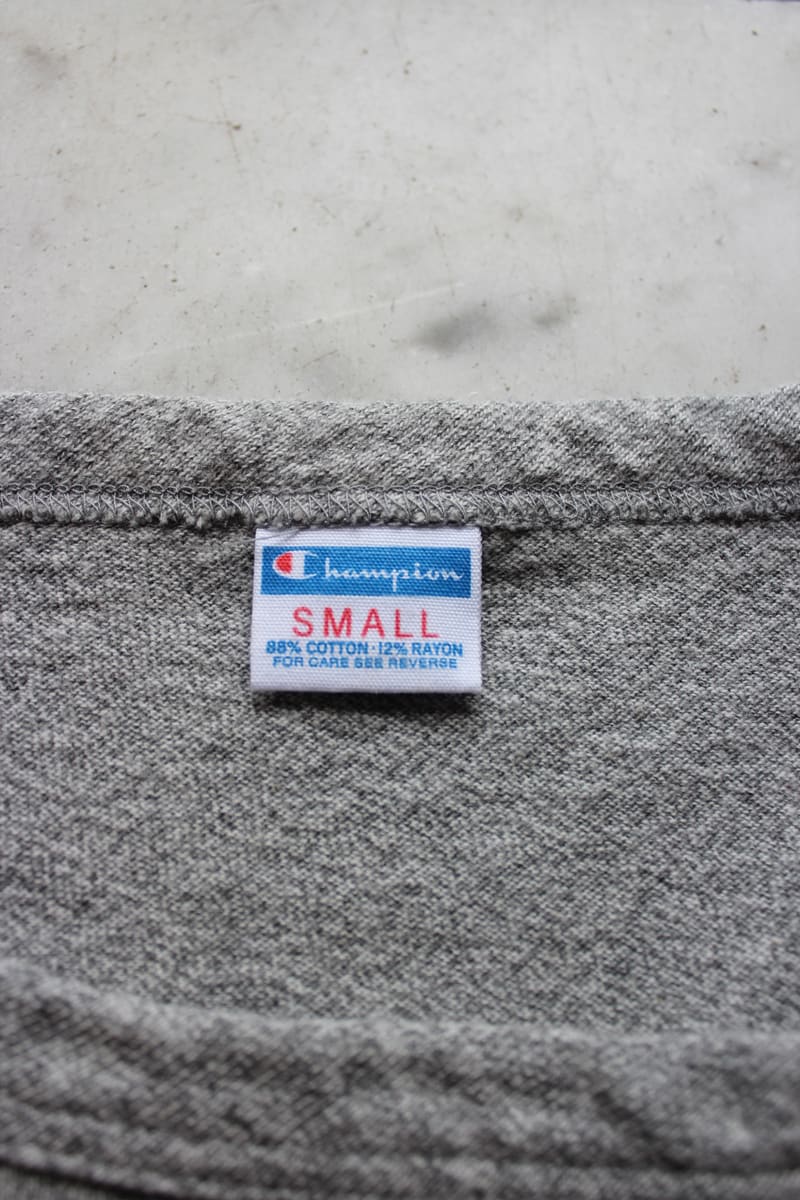 Champion
SMALL
88% COTTON·12% RAYON
FOR CARE SEE REVERSE